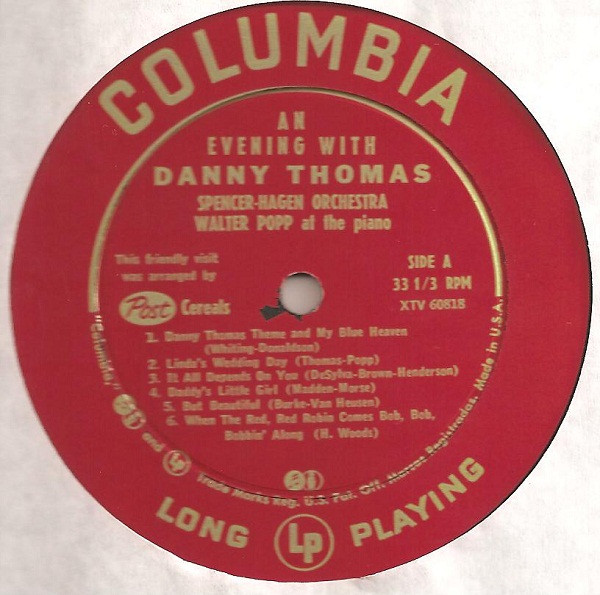 COLUMBIA
AN
EVENING WITH
DANNY THOMAS
SPENCER-HAGEN ORCHESTRA
WALTER POPP at the piano
This friendly visit
was arranged by
Post Cereals
SIDE A
33 1/3 RPM
XTV 60818
1. Danny Thomas Theme and My Blue Heaven
(Whiting-Donaldson)
2. Linda's Wedding Day (Thomas-Popp)
3. It All Depends On You (DeSylva-Brown-Henderson)
4. Daddy's Little Girl (Madden-Morse)
5. But Beautiful (Burke-Van Heusen)
6. When The Red, Red Robin Comes Bob, Bob,
Bobbin' Along (H. Woods)
"Columbia," and Lp Trade Marks Reg. U.S. Pat. Off. Marcas Registradas. Made in U.S.A.
LONG Lp PLAYING